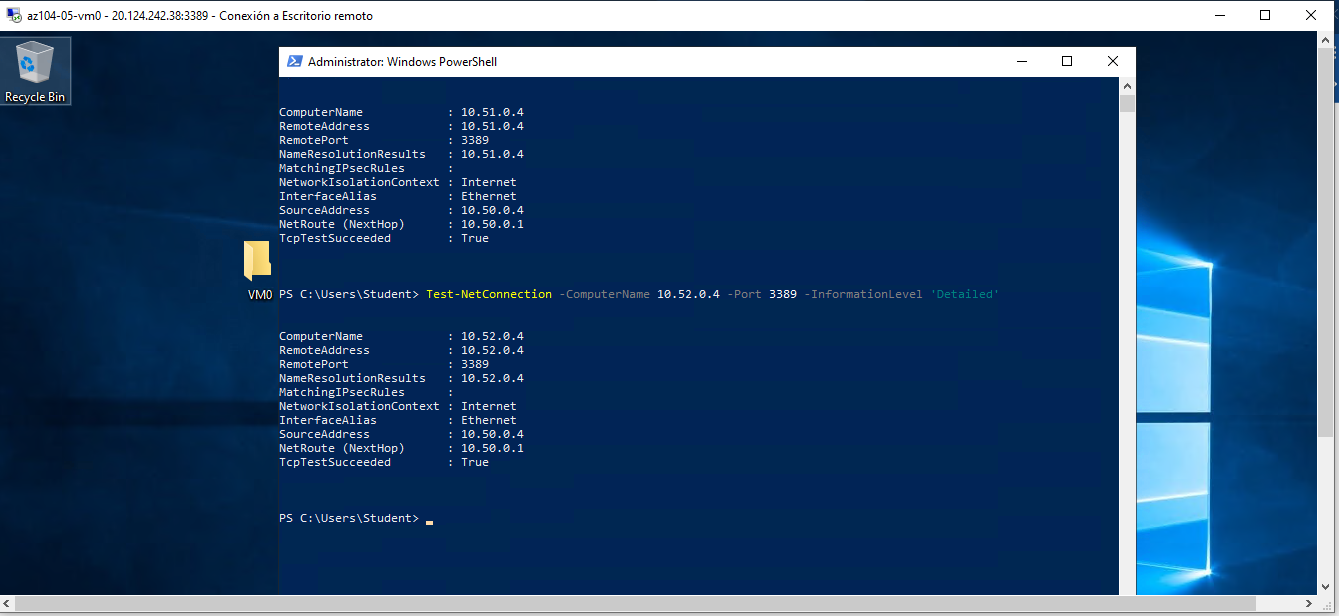 az104-05-vm0 - 20.124.242.38:3389 - Conexión a Escritorio remoto
Recycle Bin
VM0
Administrator: Windows PowerShell
ComputerName : 10.51.0.4
RemoteAddress : 10.51.0.4
RemotePort : 3389
NameResolutionResults : 10.51.0.4
MatchingIPsecRules :
NetworkIsolationContext : Internet
InterfaceAlias : Ethernet
SourceAddress : 10.50.0.4
NetRoute (NextHop) : 10.50.0.1
TcpTestSucceeded : True
PS C:\Users\Student> Test-NetConnection -ComputerName 10.52.0.4 -Port 3389 -InformationLevel 'Detailed'
ComputerName : 10.52.0.4
RemoteAddress : 10.52.0.4
RemotePort : 3389
NameResolutionResults : 10.52.0.4
MatchingIPsecRules :
NetworkIsolationContext : Internet
InterfaceAlias : Ethernet
SourceAddress : 10.50.0.4
NetRoute (NextHop) : 10.50.0.1
TcpTestSucceeded : True
PS C:\Users\Student>